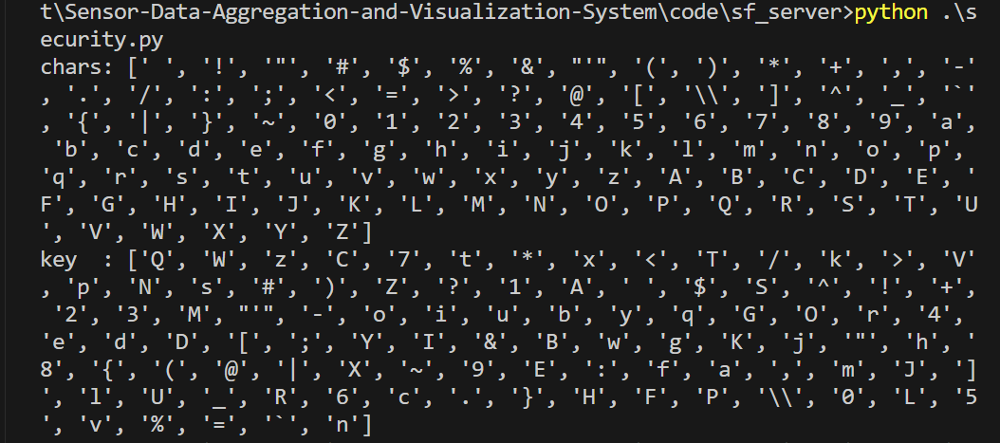 t\Sensor-Data-Aggregation-and-Visualization-System\code\sf_server>python .\s
ecurity.py
chars: [' ', '!', '"', '#', '$', '%', '&', "'", '(', ')', '*', '+', ',', '-'
, '.', '/', ':', ';', '<', '=', '>', '?', '@', '[', '\\', ']', '^', '_', '`'
, '{', '|', '}', '~', '0', '1', '2', '3', '4', '5', '6', '7', '8', '9', 'a',
'b', 'c', 'd', 'e', 'f', 'g', 'h', 'i', 'j', 'k', 'l', 'm', 'n', 'o', 'p',
'q', 'r', 's', 't', 'u', 'v', 'w', 'x', 'y', 'z', 'A', 'B', 'C', 'D', 'E', '
F', 'G', 'H', 'I', 'J', 'K', 'L', 'M', 'N', 'O', 'P', 'Q', 'R', 'S', 'T', 'U
', 'V', 'W', 'X', 'Y', 'Z']
key  : ['Q', 'W', 'z', 'C', '7', 't', '*', 'x', '<', 'T', '/', 'k', '>', 'V'
, 'p', 'N', 's', '#', ')', 'Z', '?', '1', 'A', ' ', '$', 'S', '^', '!', '+',
'2', '3', 'M', "'", '-', 'o', 'i', 'u', 'b', 'y', 'q', 'G', 'O', 'r', '4',
'e', 'd', 'D', '[', ';', 'Y', 'I', '&', 'B', 'w', 'g', 'K', 'j', '"', 'h', '
8', '{', '(', '@', '|', 'X', '~', '9', 'E', ':', 'f', 'a', ',', 'm', 'J', ']
', 'l', 'U', '_', 'R', '6', 'c', '.', '}', 'H', 'F', 'P', '\\', '0', 'L', '5
', 'v', '%', '=', '`', 'n']